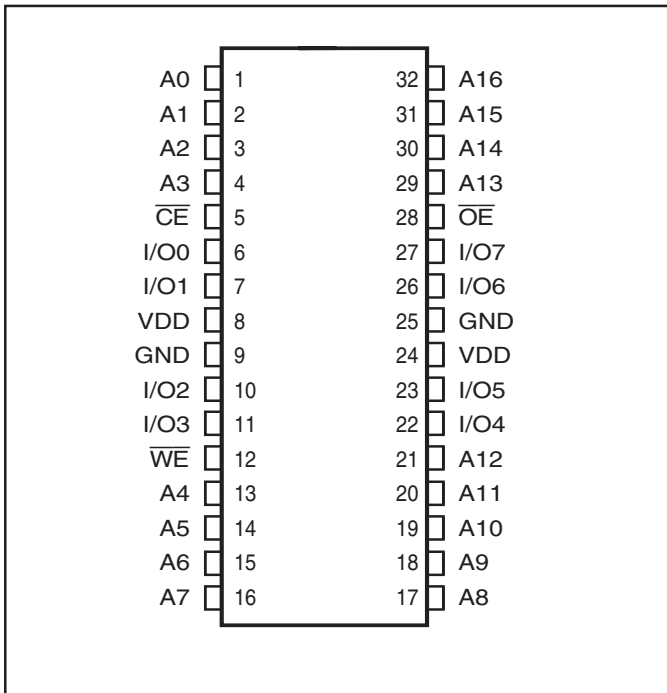 A0 1 32 A16
A1 2 31 A15
A2 3 30 A14
A3 4 29 A13
C̅E̅ 5 28 O̅E̅
I/O0 6 27 I/O7
I/O1 7 26 I/O6
VDD 8 25 GND
GND 9 24 VDD
I/O2 10 23 I/O5
I/O3 11 22 I/O4
W̅E̅ 12 21 A12
A4 13 20 A11
A5 14 19 A10
A6 15 18 A9
A7 16 17 A8